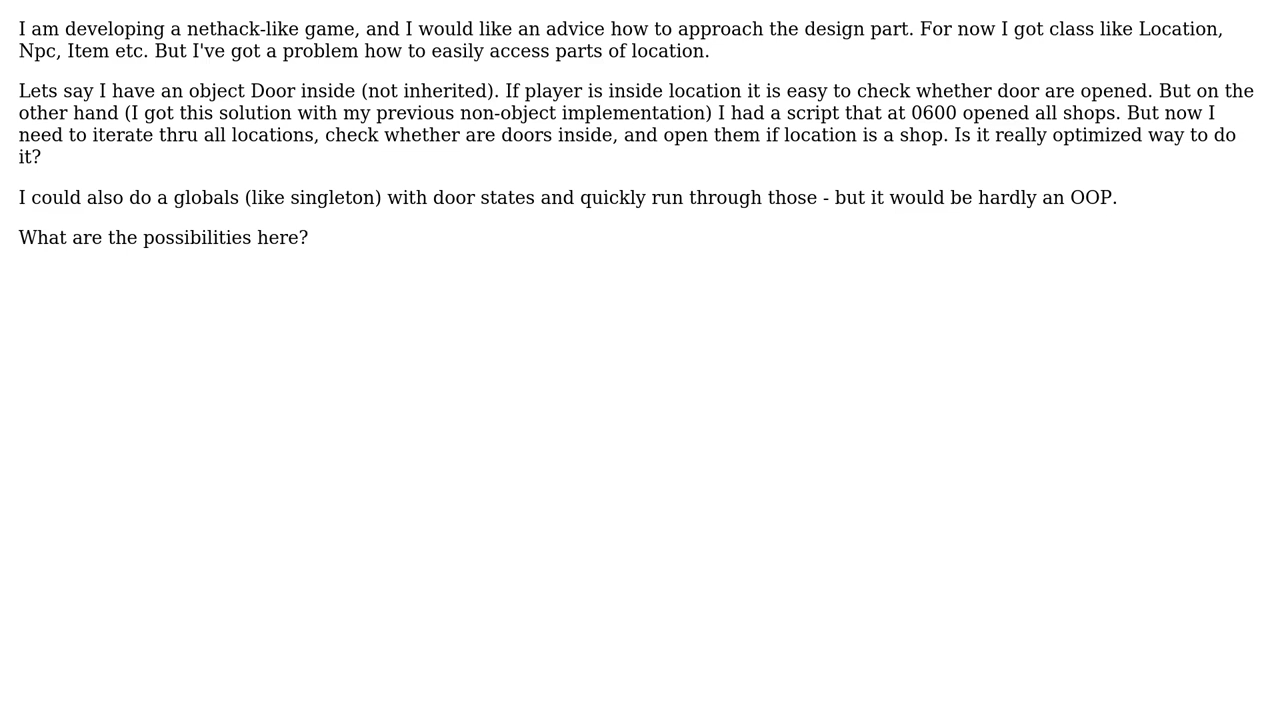 I am developing a nethack-like game, and I would like an advice how to approach the design part. For now I got class like Location,
Npc, Item etc. But I've got a problem how to easily access parts of location.
Lets say I have an object Door inside (not inherited). If player is inside location it is easy to check whether door are opened. But on the
other hand (I got this solution with my previous non-object implementation) I had a script that at 0600 opened all shops. But now I
need to iterate thru all locations, check whether are doors inside, and open them if location is a shop. Is it really optimized way to do
it?
I could also do a globals (like singleton) with door states and quickly run through those - but it would be hardly an OOP.
What are the possibilities here?